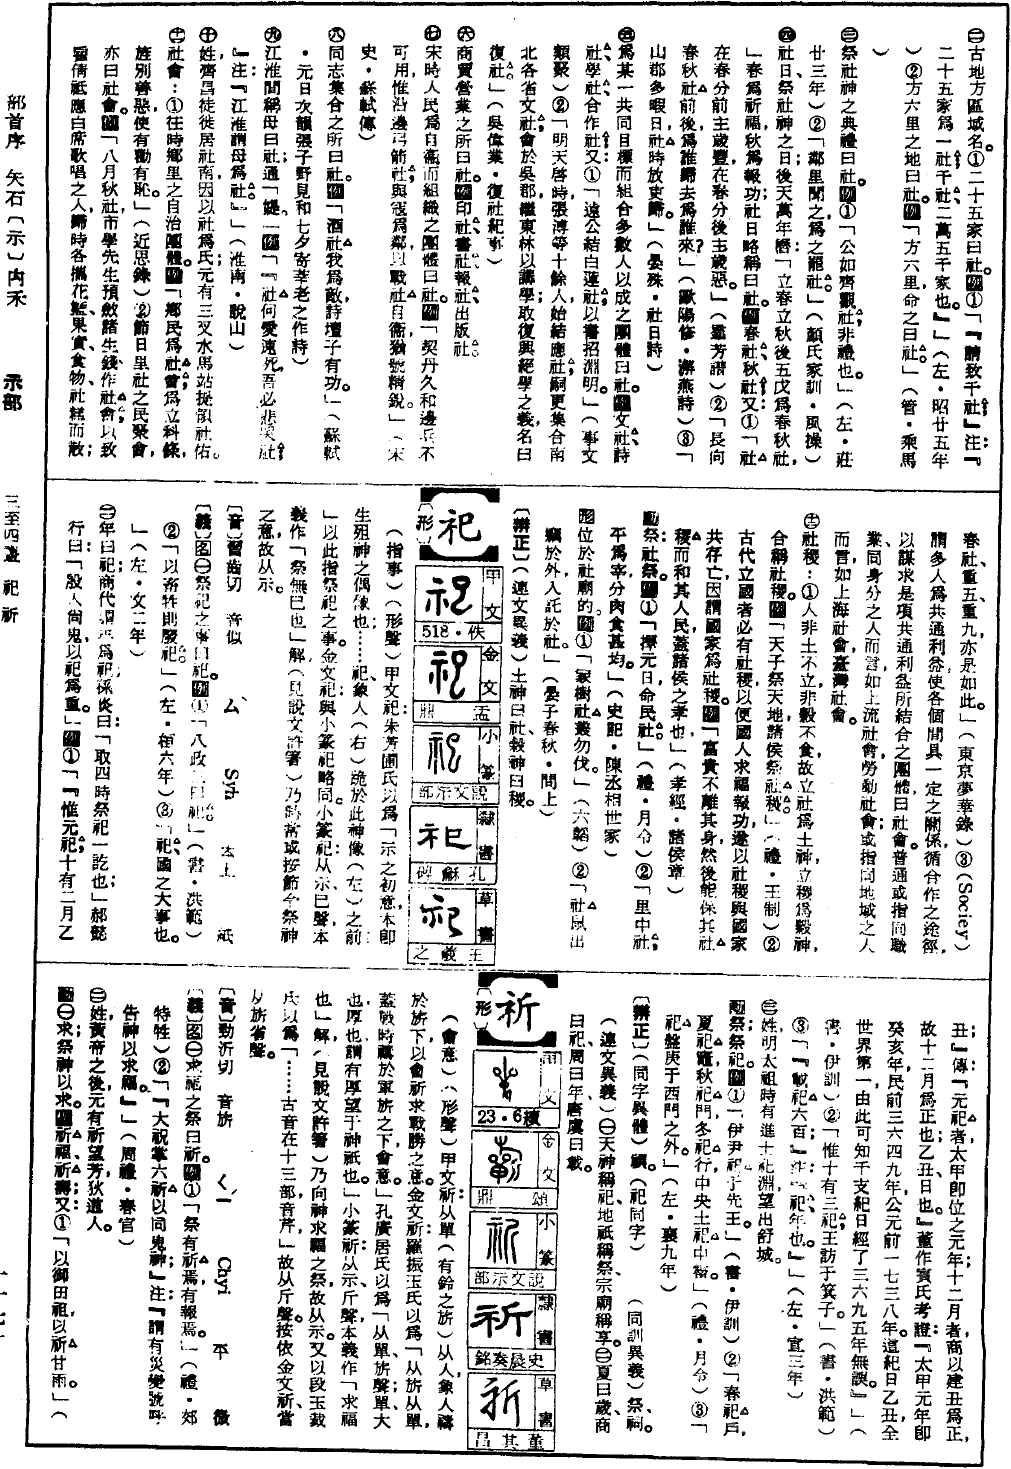 ㊁古地方區域名。①二十五家曰社。例①「『請致千社』注『
二十五家爲一社千社二萬五千家也。』」(左・昭廿五年
)②方六里之地曰社。例「方六里命之曰社」(管・乘馬
)
㊂祭社神之典禮曰社。例①「公如齊觀社非禮也」(左・莊
廿三年)②「鄰里聞之爲之罷社」(顏氏家訓・風操)
㊃社日祭社神之日後天萬年曆「立春立秋後五戊爲春秋社,
」春爲祈福秋爲報功社日略稱曰社。例春社秋社又:①「社
在春分前主歲豐在春分後主歲惡。」(羣芳譜)②「長向
春秋社前後爲誰歸去爲誰來?」(歐陽修・漸燕詩)③「
山郡多暇日社時放吏歸。」(晏殊・社日詩)
㊄爲某一共同目標而組合多數人以成之團體曰社。例文社詩
社學社合作社又:①「遠公結白蓮社以書招淵明。」(事文
類聚)②「明天啓時張溥等十餘人始結應社嗣更集合南
北各省文社會於吳郡繼東林以講學取復興絕學之義名曰
復社」(吳偉業・復社紀事)
㊅商賈營業之所曰社。例印社書社報社出版社
㊆宋時人民爲自衞而組織之團體曰社。例「契丹久和邊兵不
可用惟沿邊弓箭社與寇爲鄰以戰社自衞猶號精銳。」(宋
史・蘇軾傳)
㊇同志集合之所曰社。例「酒社我爲敵詩壇子有功。」(蘇軾
・元日次韻張子野見和七夕寄莘老之作詩)
㊈江淮間稱母曰社通「媞。」例「『社何愛速死吾必悲哭社
』注:『江淮謂母爲社。』」(淮南・說山)
㊉姓齊昌徒徙居社南因以社爲氏元有三叉水馬站提領社佑。
⊕社會:①往時鄉里之自治團體。例「鄉民爲社會爲立科條,
旌別善惡使有勸有恥。」(近思錄)②節日里社之民聚會,
亦曰社會。例「八月秋社市學先生預斂諸生錢作社會以致
雇倩祗應白席歌唱之人歸時各攜花籃果實食物社糕而散;
春社、重五、重九亦是如此。」(東京夢華錄)③(Sociey)
謂多人爲共通利益使各個間具一定之關係循合作之途徑,
以謀求是項共通利益所結合之團體曰社會。普通或指同職
業同身分之人而言如上流社會勞動社會或指同地域之人
而言如上海社會臺灣社會。
社稷:①人非土不立非穀不食故立社爲土神立稷爲穀神,
合稱社稷。例「天子祭天地諸侯祭社稷」(禮・王制)②
古代立國者必有社稷以便國人求福報功遂以社稷與國家
共存亡因謂國家爲社稷。例「富貴不離其身然後能保其社
稷而和其人民蓋諸侯之孝也」(孝經・諸侯章)
動祭社祭。例①「擇元日命民社」(禮・月令)②「里中社,
平爲宰分肉食甚均。」(史記・陳丞相世家)
形位於社廟的。例①「冢樹社叢勿伐。」(六韜)②「社鼠出
竊於外入託於社。」(晏子春秋・問上)
〔辨正〕(連文異義)土神曰社、穀神曰稷。
祀
〔形〕
甲文
518・佚
金文
盂鼎
小篆
說文示部
隸書
孔龢碑
草書
王羲之
(指事)(形聲)甲文祀:朱芳圃氏以爲「示之初意本即
生殖神之偶像也……祀象人(右)跪於此神像(左)之前
」以此指祭祀之事。金文祀與小篆祀略同。小篆祀从示巳聲本
義作「祭無已也」解(見說文許箸)乃歲常或按節令祭神
之意故从示。
〔音〕詳齒切 音似 ㄙ Syh 上 紙
〔義〕名㊀祭祀之事曰祀。例①「八政三曰祀」(書・洪範)
②「以畜牲則廢祀」(左・桓六年)③「祀國之大事也。
」(左・文二年)
㊁年曰祀商代謂年爲祀孫炎曰:「取四時祭祀一訖也」郝懿
行曰:「殷人尙鬼以祀爲重。」例①「『惟元祀十有二月乙
丑;』傳『元祀者太甲即位之元年十二月者商以建丑爲正,
故十二月爲正也乙丑日也。』董作賓氏考證:『太甲元年即
癸亥年民前三六四九年公元前一七三八年。這紀日乙丑全
世界第一由此可知干支紀日經了三六九五年無誤。』」(
書・伊訓)②「惟十有三祀王訪于箕子」(書・洪範)
③「『載祀六百』注『祀年也。』」(左・宣三年)
㊂姓明太祖時有進士祀淵望出舒城。
動祭祭祀。例①「伊尹祀于先王」(書・伊訓)②「春祀戶,
夏祀竈秋祀門冬祀行中央土祀中霤」(禮・月令)③「
祀盤庚于西門之外。」(左・襄九年)
〔辨正〕(同字異體)禩。(祀同字) (同訓異義)祭祠。
(連文異義)㊀天神稱祀、地祇稱祭、宗廟稱享。㊁夏曰歲、商
曰祀、周曰年、唐虞曰載。
祈
〔形〕
甲文
23・6續
金文
頌鼎
小篆
說文示部
隸書
史晨奏銘
草書
董其昌
(會意)(形聲)甲文祈从單(有鈴之旂)从人象人禱
於旂下以會祈求戰勝之意。金文祈:羅振玉氏以爲「从旂从單,
蓋戰時禱於軍旂之下會意。」孔廣居氏以爲「从單旂聲單大
也厚也謂有厚望于神祇也。」小篆祈从示斤聲本義作「求福
也」解(見說文許箸)乃向神求福之祭故从示。又以段玉裁
氏以爲「……古音在十三部音芹」故从斤聲。按依金文祈當
从旂省聲。
〔音〕勤沂切 音旂 ㄑㄧ Chyi 平 微
〔義〕名㊀求福之祭曰祈。例①「祭有祈焉有報焉。」(禮・郊
特牲)②「『大祝掌六祈以同鬼神』注:『謂有災變號呼
告神以求福。』」(周禮・春官)
㊁姓黃帝之後元有祈望芳狄道人。
動㊀求祭神以求。例祈福、祈壽又:①「以御田祖以祈甘雨。」(
部首序 矢石〔示〕内禾 示部 三至四畫 祀祈